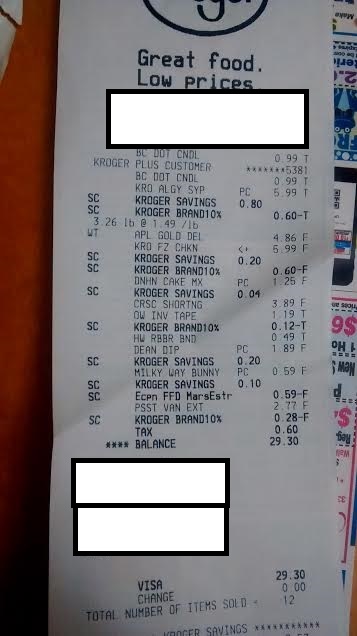 Kroger
Great food.
Low prices.
BC DOT CNDL 0.99 T
KROGER PLUS CUSTOMER *******5381
BC DOT CNDL 0.99 T
KRO ALGY SYP PC 5.99 T
SC KROGER SAVINGS 0.80
SC KROGER BRAND10% 0.60-T
3.26 lb @ 1.49 /lb
WT APL GOLD DEL 4.86 F
KRO FZ CHKN <+ 5.99 F
SC KROGER SAVINGS 0.20
SC KROGER BRAND10% 0.60-F
DNHN CAKE MX PC 1.25 F
SC KROGER SAVINGS 0.04
CRSC SHORTNG 3.89 F
OW INV TAPE 1.19 T
SC KROGER BRAND10% 0.12-T
HW RBBR BND 0.49 T
DEAN DIP PC 1.89 F
SC KROGER SAVINGS 0.20
MILKY WAY BUNNY PC 0.59 F
SC KROGER SAVINGS 0.10
SC Ecpn FFD MarsEstr 0.59-F
PSST VAN EXT 2.77 F
SC KROGER BRAND10% 0.28-F
TAX 0.60
**** BALANCE 29.30
VISA 29.30
CHANGE 0.00
TOTAL NUMBER OF ITEMS SOLD = 12
KROGER SAVINGS ***********